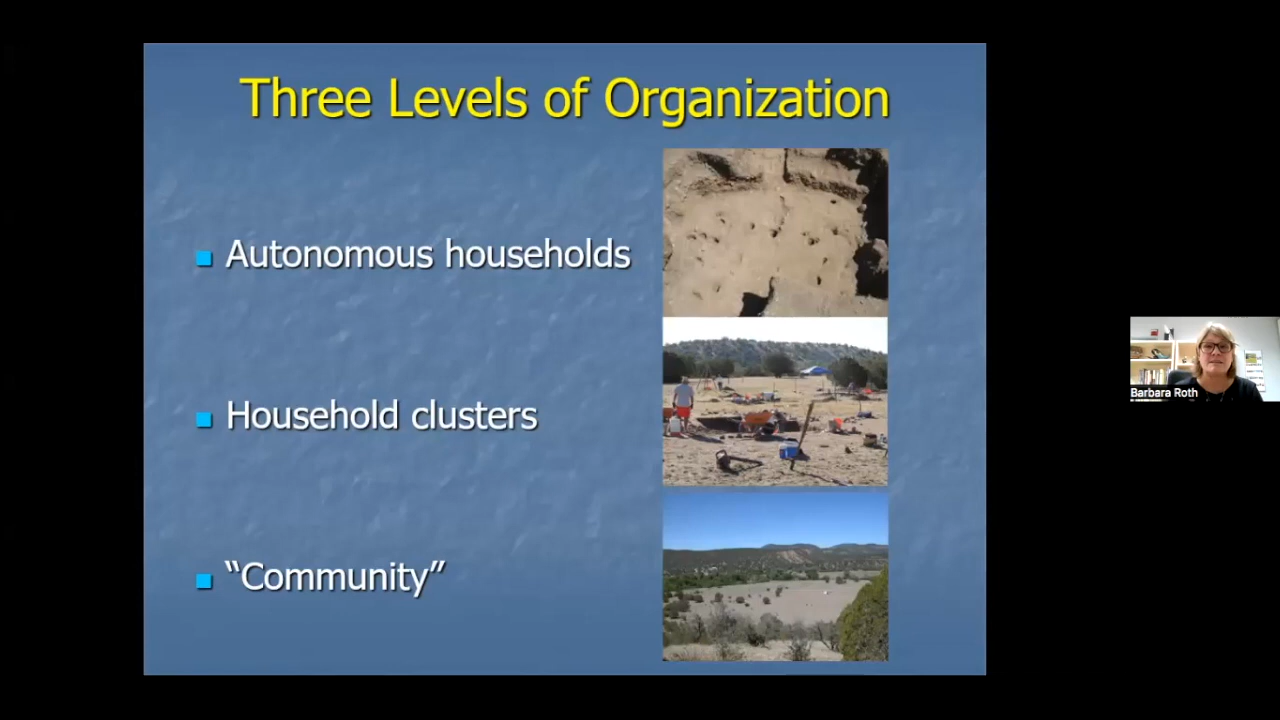 Three Levels of Organization
Autonomous households
Household clusters
“Community”
Barbara Roth